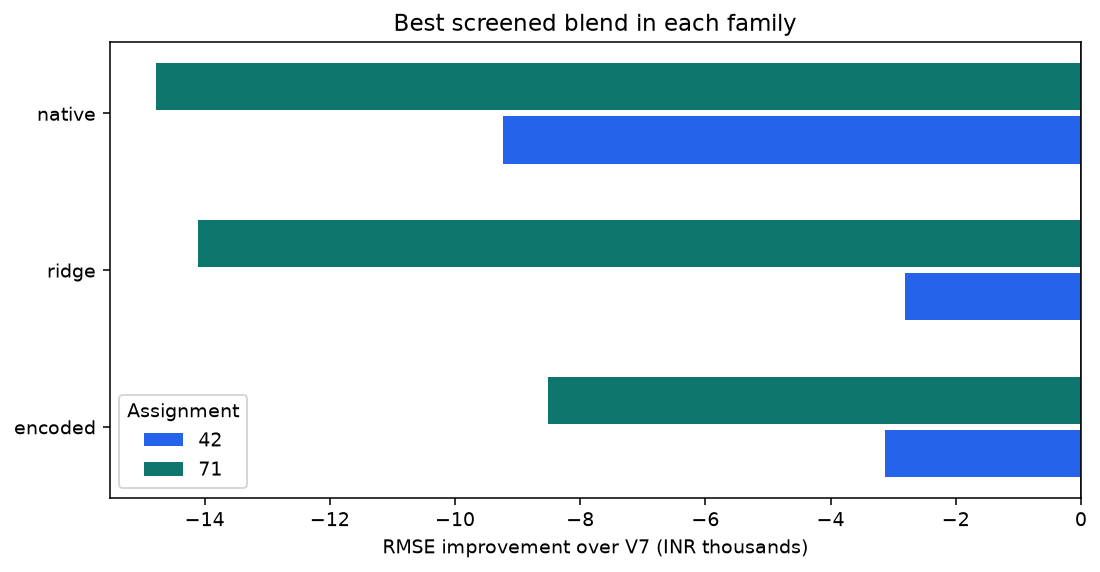 Best screened blend in each family
native
ridge
encoded
Assignment
42
71
−14 −12 −10 −8 −6 −4 −2 0
RMSE improvement over V7 (INR thousands)